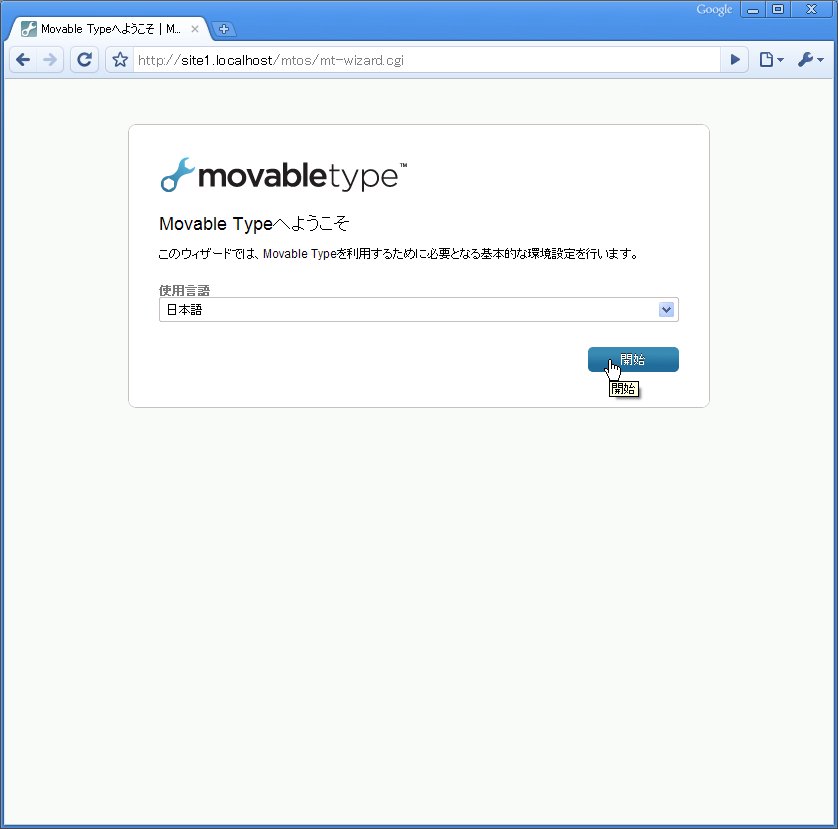 Google
Movable Typeへようこそ | M...
http://site1.localhost/mtos/mt-wizard.cgi
movabletype™
Movable Typeへようこそ
このウィザードでは、Movable Typeを利用するために必要となる基本的な環境設定を行います。
使用言語
日本語
開始
開始